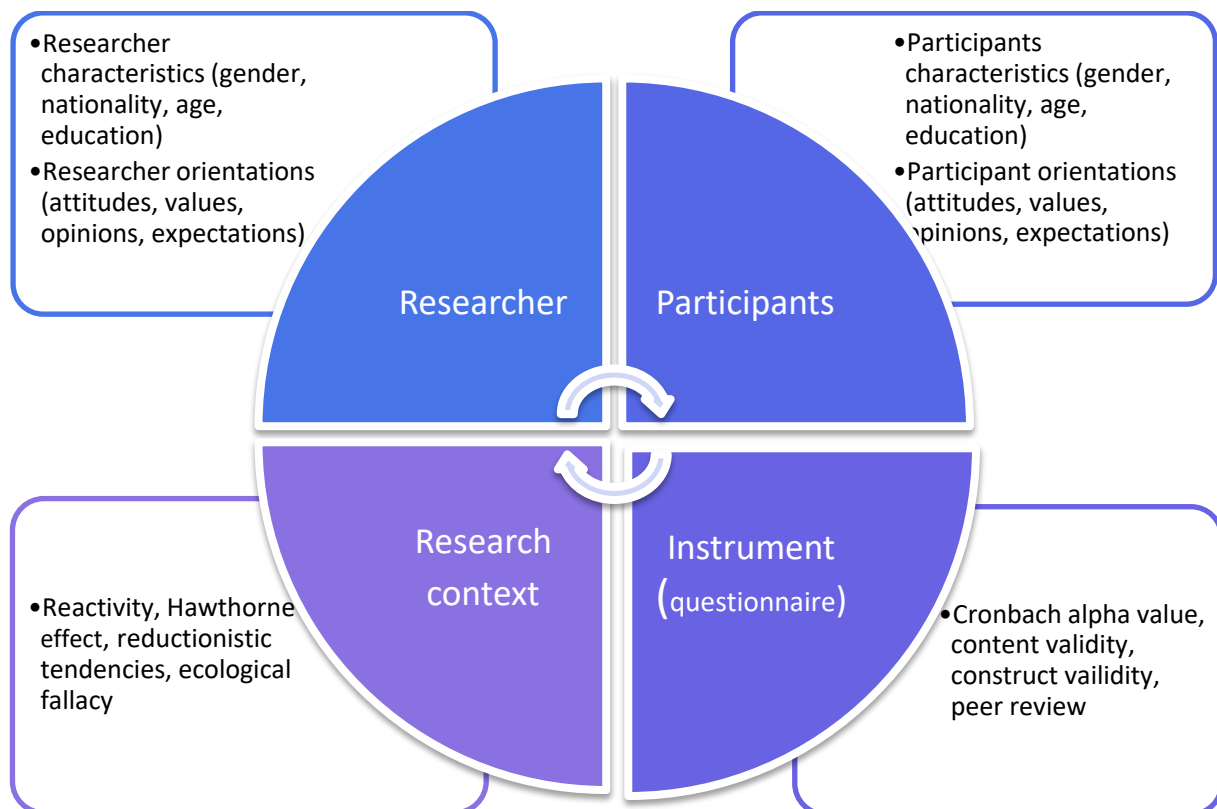 •Researcher
characteristics (gender,
nationality, age,
education)
•Researcher orientations
(attitudes, values,
opinions, expectations)
•Participants
characteristics (gender,
nationality, age,
education)
•Participant orientations
(attitudes, values,
opinions, expectations)
Researcher
Participants
Research
context
Instrument
(questionnaire)
•Reactivity, Hawthorne
effect, reductionistic
tendencies, ecological
fallacy
•Cronbach alpha value,
content validity,
construct vailidity,
peer review